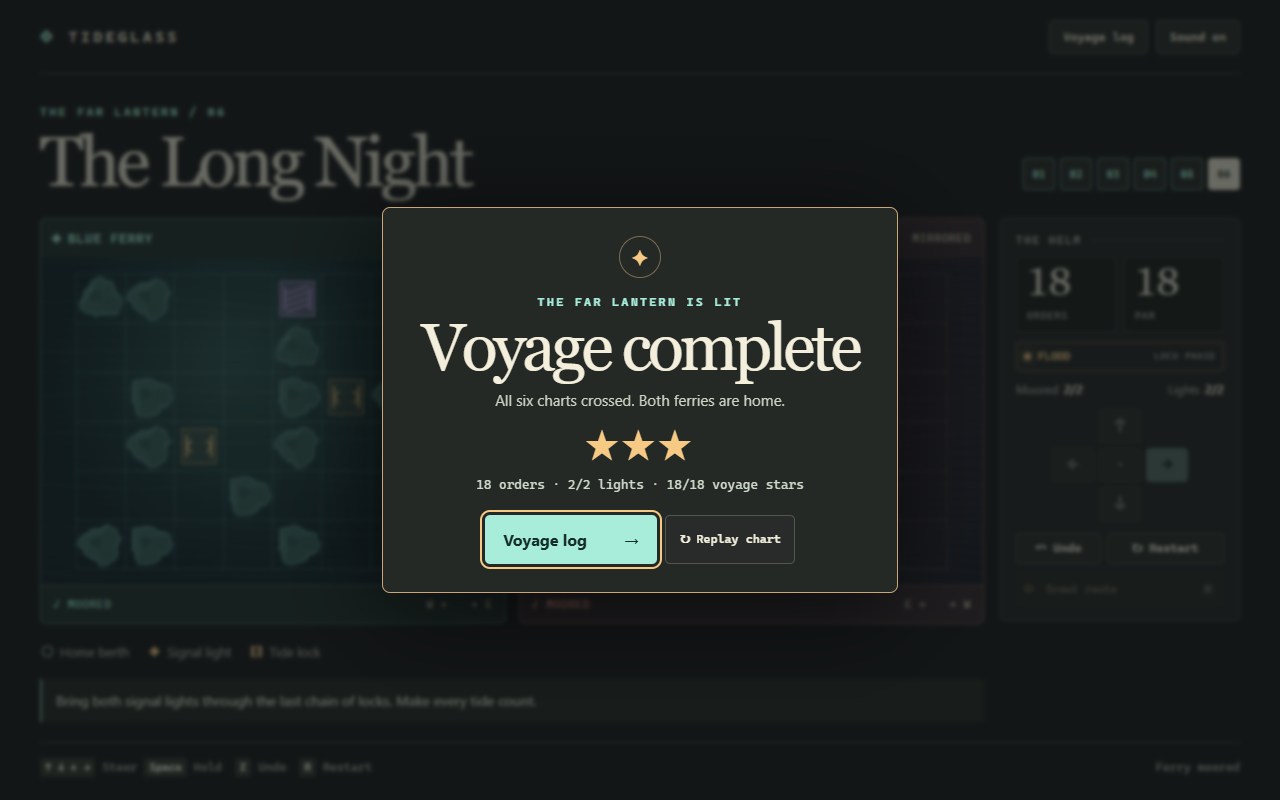 TIDEGLASS
Voyage log
Sound on
THE FAR LANTERN / 06
The Long Night
01 02 03 04 05 06
BLUE FERRY
MIRRORED
THE HELM
18
18
ORDERS
PAR
FLOOD
LOCK PHASE
Moored 2/2
Lights 2/2
THE FAR LANTERN IS LIT
Voyage complete
All six charts crossed. Both ferries are home.
★★★
18 orders · 2/2 lights · 18/18 voyage stars
Voyage log →
↻ Replay chart
Undo
Restart
Scout route
MOORED
MOORED
Home berth
Signal light
Tide lock
Bring both signal lights through the last chain of locks. Make every tide count.
Steer Space Hold Z Undo R Restart
Ferry moored